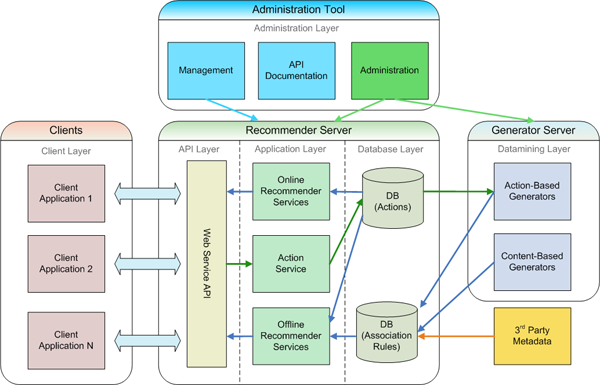 Administration Tool
Administration Layer
Management
API
Documentation
Administration
Clients
Client Layer
Client
Application 1
Client
Application 2
Client
Application N
Recommender Server
API Layer
Application Layer
Database Layer
Web Service API
Online
Recommender
Services
Action
Service
Offline
Recommender
Services
DB
(Actions)
DB
(Association
Rules)
Generator Server
Datamining Layer
Action-Based
Generators
Content-Based
Generators
3rd Party
Metadata